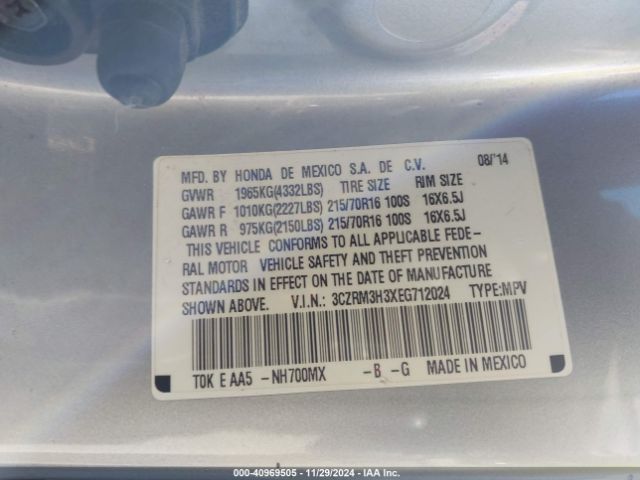 MFD. BY HONDA DE MEXICO S.A. DE C.V. 08/'14
GVWR 1965KG(4332LBS) TIRE SIZE RIM SIZE
GAWR F 1010KG(2227LBS) 215/70R16 100S 16X6.5J
GAWR R 975KG(2150LBS) 215/70R16 100S 16X6.5J
THIS VEHICLE CONFORMS TO ALL APPLICABLE FEDE-
RAL MOTOR VEHICLE SAFETY AND THEFT PREVENTION
STANDARDS IN EFFECT ON THE DATE OF MANUFACTURE
SHOWN ABOVE. V.I.N.: 3CZRM3H3XEG712024 TYPE:MPV
T0K E AA5 -NH700MX -B -G MADE IN MEXICO
000-40969505 - 11/29/2024 - IAA Inc.